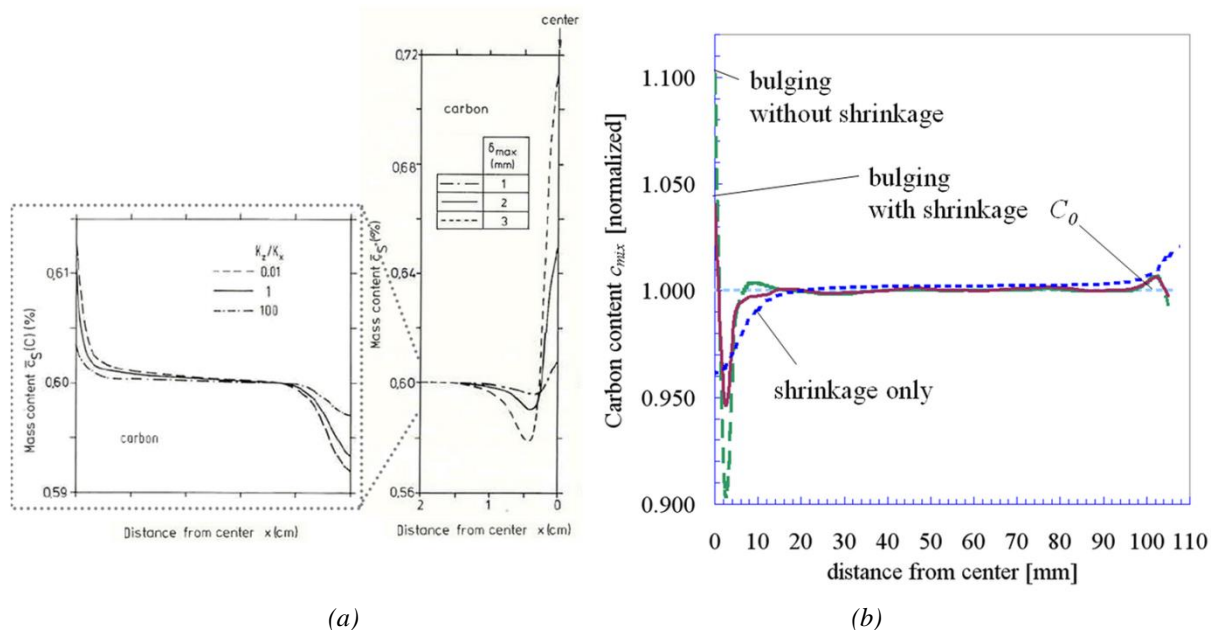 center
0,72
carbon
δmax
(mm)
1
2
3
0,68
0,64
0,60
0,56
Mass content c̄S (%)
2
1
0
Distance from center x(cm)
Mass content c̄S(C) (%)
0,61
0,60
0,59
Kz/Kx
0.01
1
100
carbon
Distance from center x(cm)
(a)
Carbon content cmix [normalized]
1.100
1.050
1.000
0.950
0.900
bulging
without shrinkage
bulging
with shrinkage
C0
shrinkage only
0 10 20 30 40 50 60 70 80 90 100 110
distance from center [mm]
(b)